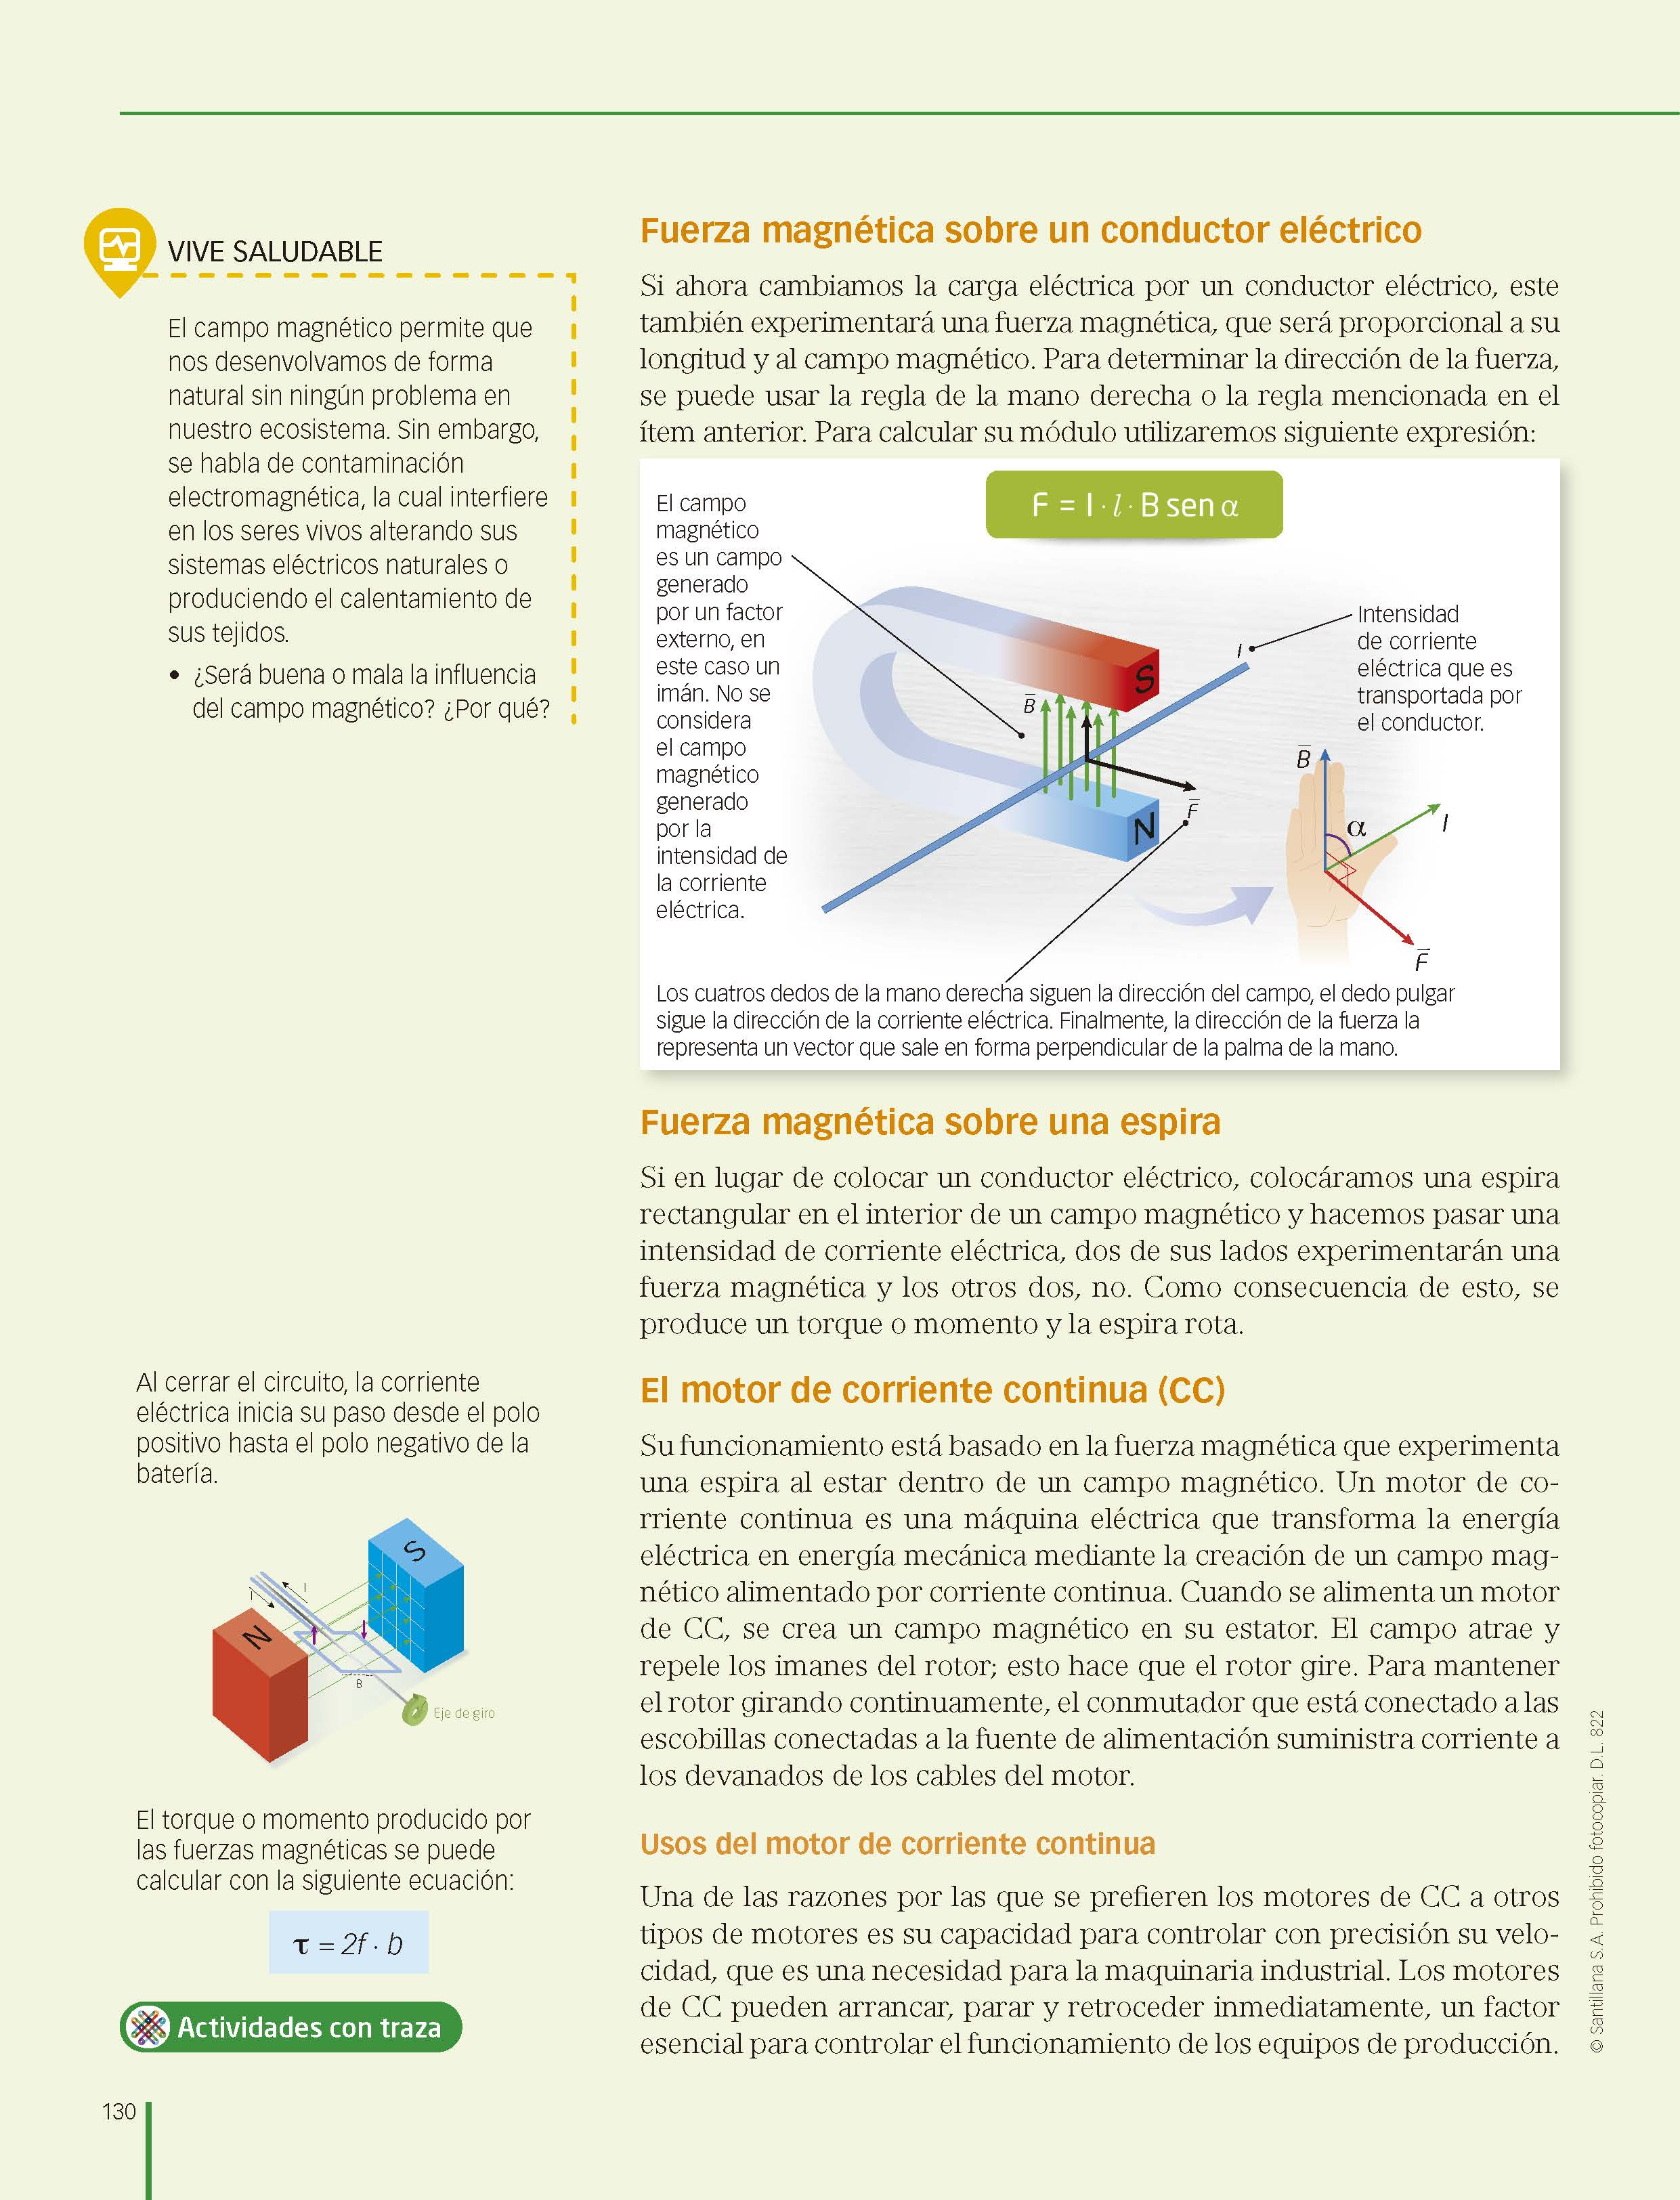 VIVE SALUDABLE
El campo magnético permite que
nos desenvolvamos de forma
natural sin ningún problema en
nuestro ecosistema. Sin embargo,
se habla de contaminación
electromagnética, la cual interfiere
en los seres vivos alterando sus
sistemas eléctricos naturales o
produciendo el calentamiento de
sus tejidos.
• ¿Será buena o mala la influencia
del campo magnético? ¿Por qué?
Fuerza magnética sobre un conductor eléctrico
Si ahora cambiamos la carga eléctrica por un conductor eléctrico, este
también experimentará una fuerza magnética, que será proporcional a su
longitud y al campo magnético. Para determinar la dirección de la fuerza,
se puede usar la regla de la mano derecha o la regla mencionada en el
ítem anterior. Para calcular su módulo utilizaremos siguiente expresión:
F = I · l · B sen α
El campo
magnético
es un campo
generado
por un factor
externo, en
este caso un
imán. No se
considera
el campo
magnético
generado
por la
intensidad de
la corriente
eléctrica.
S
I
B̅
N
F̅
Intensidad
de corriente
eléctrica que es
transportada por
el conductor.
B̅
α
I
F̅
Los cuatros dedos de la mano derecha siguen la dirección del campo, el dedo pulgar
sigue la dirección de la corriente eléctrica. Finalmente, la dirección de la fuerza la
representa un vector que sale en forma perpendicular de la palma de la mano.
Fuerza magnética sobre una espira
Si en lugar de colocar un conductor eléctrico, colocáramos una espira
rectangular en el interior de un campo magnético y hacemos pasar una
intensidad de corriente eléctrica, dos de sus lados experimentarán una
fuerza magnética y los otros dos, no. Como consecuencia de esto, se
produce un torque o momento y la espira rota.
El motor de corriente continua (CC)
Su funcionamiento está basado en la fuerza magnética que experimenta
una espira al estar dentro de un campo magnético. Un motor de co-
rriente continua es una máquina eléctrica que transforma la energía
eléctrica en energía mecánica mediante la creación de un campo mag-
nético alimentado por corriente continua. Cuando se alimenta un motor
de CC, se crea un campo magnético en su estator. El campo atrae y
repele los imanes del rotor; esto hace que el rotor gire. Para mantener
el rotor girando continuamente, el conmutador que está conectado a las
escobillas conectadas a la fuente de alimentación suministra corriente a
los devanados de los cables del motor.
Usos del motor de corriente continua
Una de las razones por las que se prefieren los motores de CC a otros
tipos de motores es su capacidad para controlar con precisión su velo-
cidad, que es una necesidad para la maquinaria industrial. Los motores
de CC pueden arrancar, parar y retroceder inmediatamente, un factor
esencial para controlar el funcionamiento de los equipos de producción.
Al cerrar el circuito, la corriente
eléctrica inicia su paso desde el polo
positivo hasta el polo negativo de la
batería.
S
I
I
N
B
Eje de giro
El torque o momento producido por
las fuerzas magnéticas se puede
calcular con la siguiente ecuación:
τ = 2f · b
Actividades con traza
130
© Santillana S.A. Prohibido fotocopiar. D.L. 822